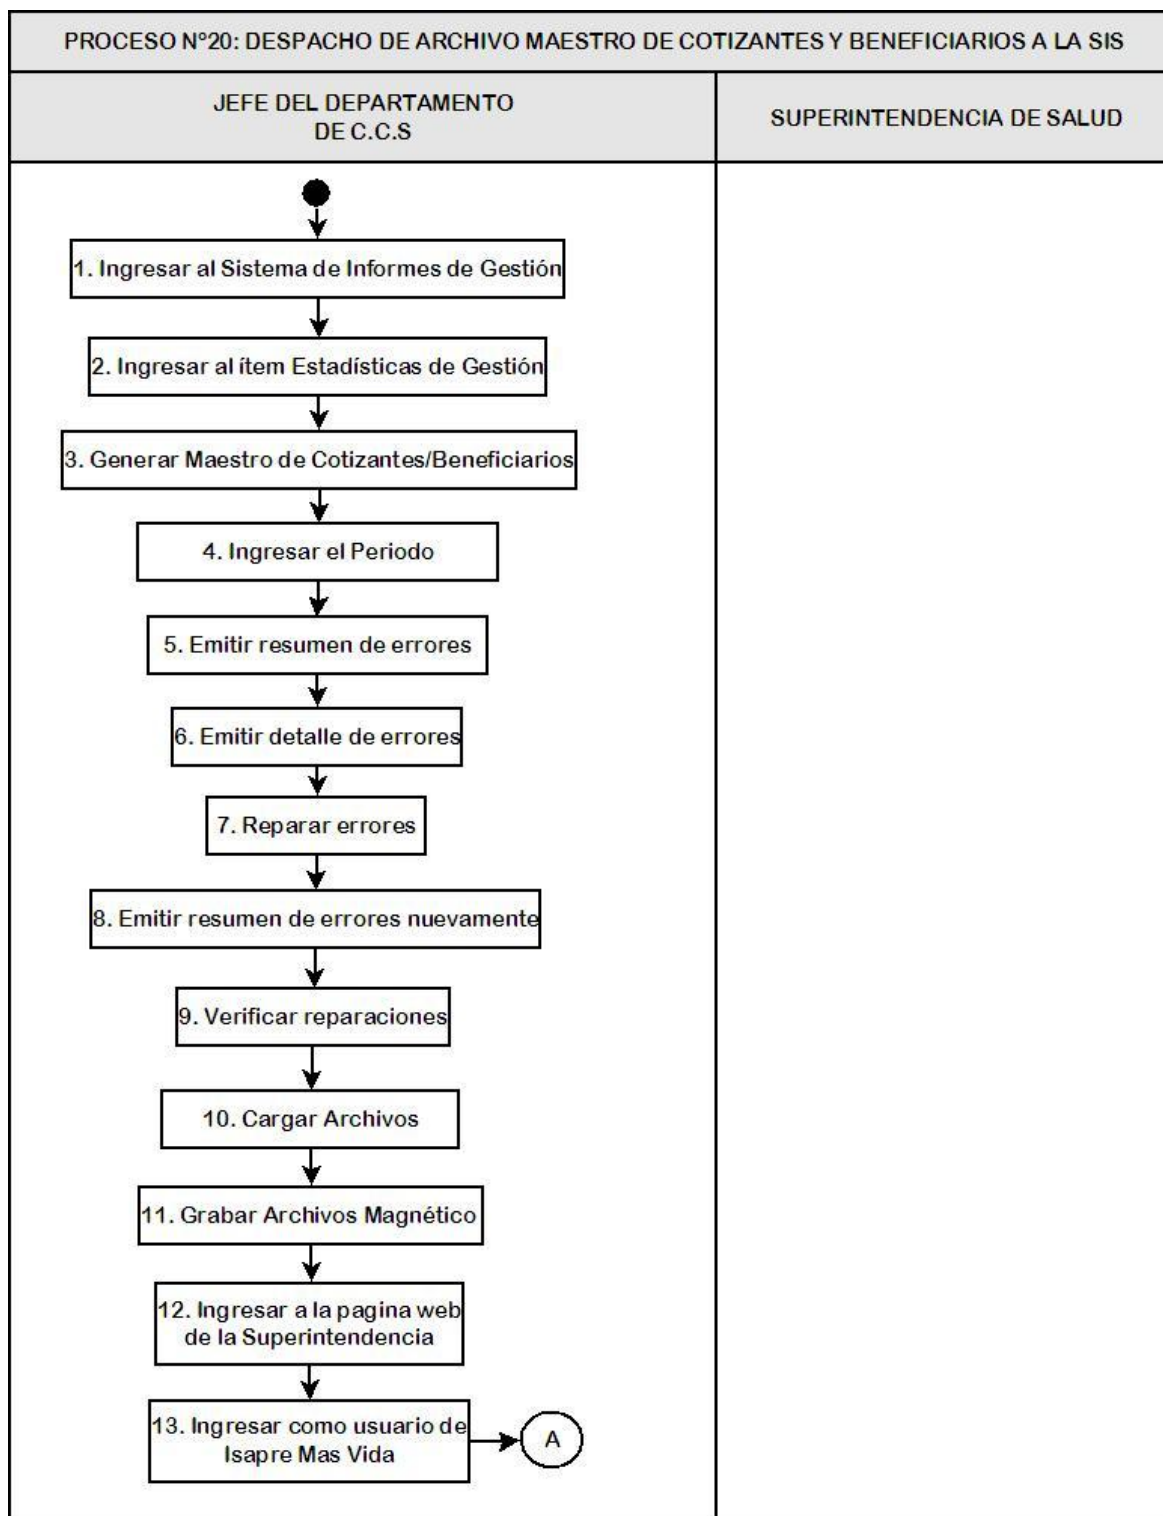 PROCESO Nº20: DESPACHO DE ARCHIVO MAESTRO DE COTIZANTES Y BENEFICIARIOS A LA SIS
JEFE DEL DEPARTAMENTO
DE C.C.S
SUPERINTENDENCIA DE SALUD
1. Ingresar al Sistema de Informes de Gestión
2. Ingresar al ítem Estadísticas de Gestión
3. Generar Maestro de Cotizantes/Beneficiarios
4. Ingresar el Periodo
5. Emitir resumen de errores
6. Emitir detalle de errores
7. Reparar errores
8. Emitir resumen de errores nuevamente
9. Verificar reparaciones
10. Cargar Archivos
11. Grabar Archivos Magnético
12. Ingresar a la pagina web
de la Superintendencia
13. Ingresar como usuario de
Isapre Mas Vida
A